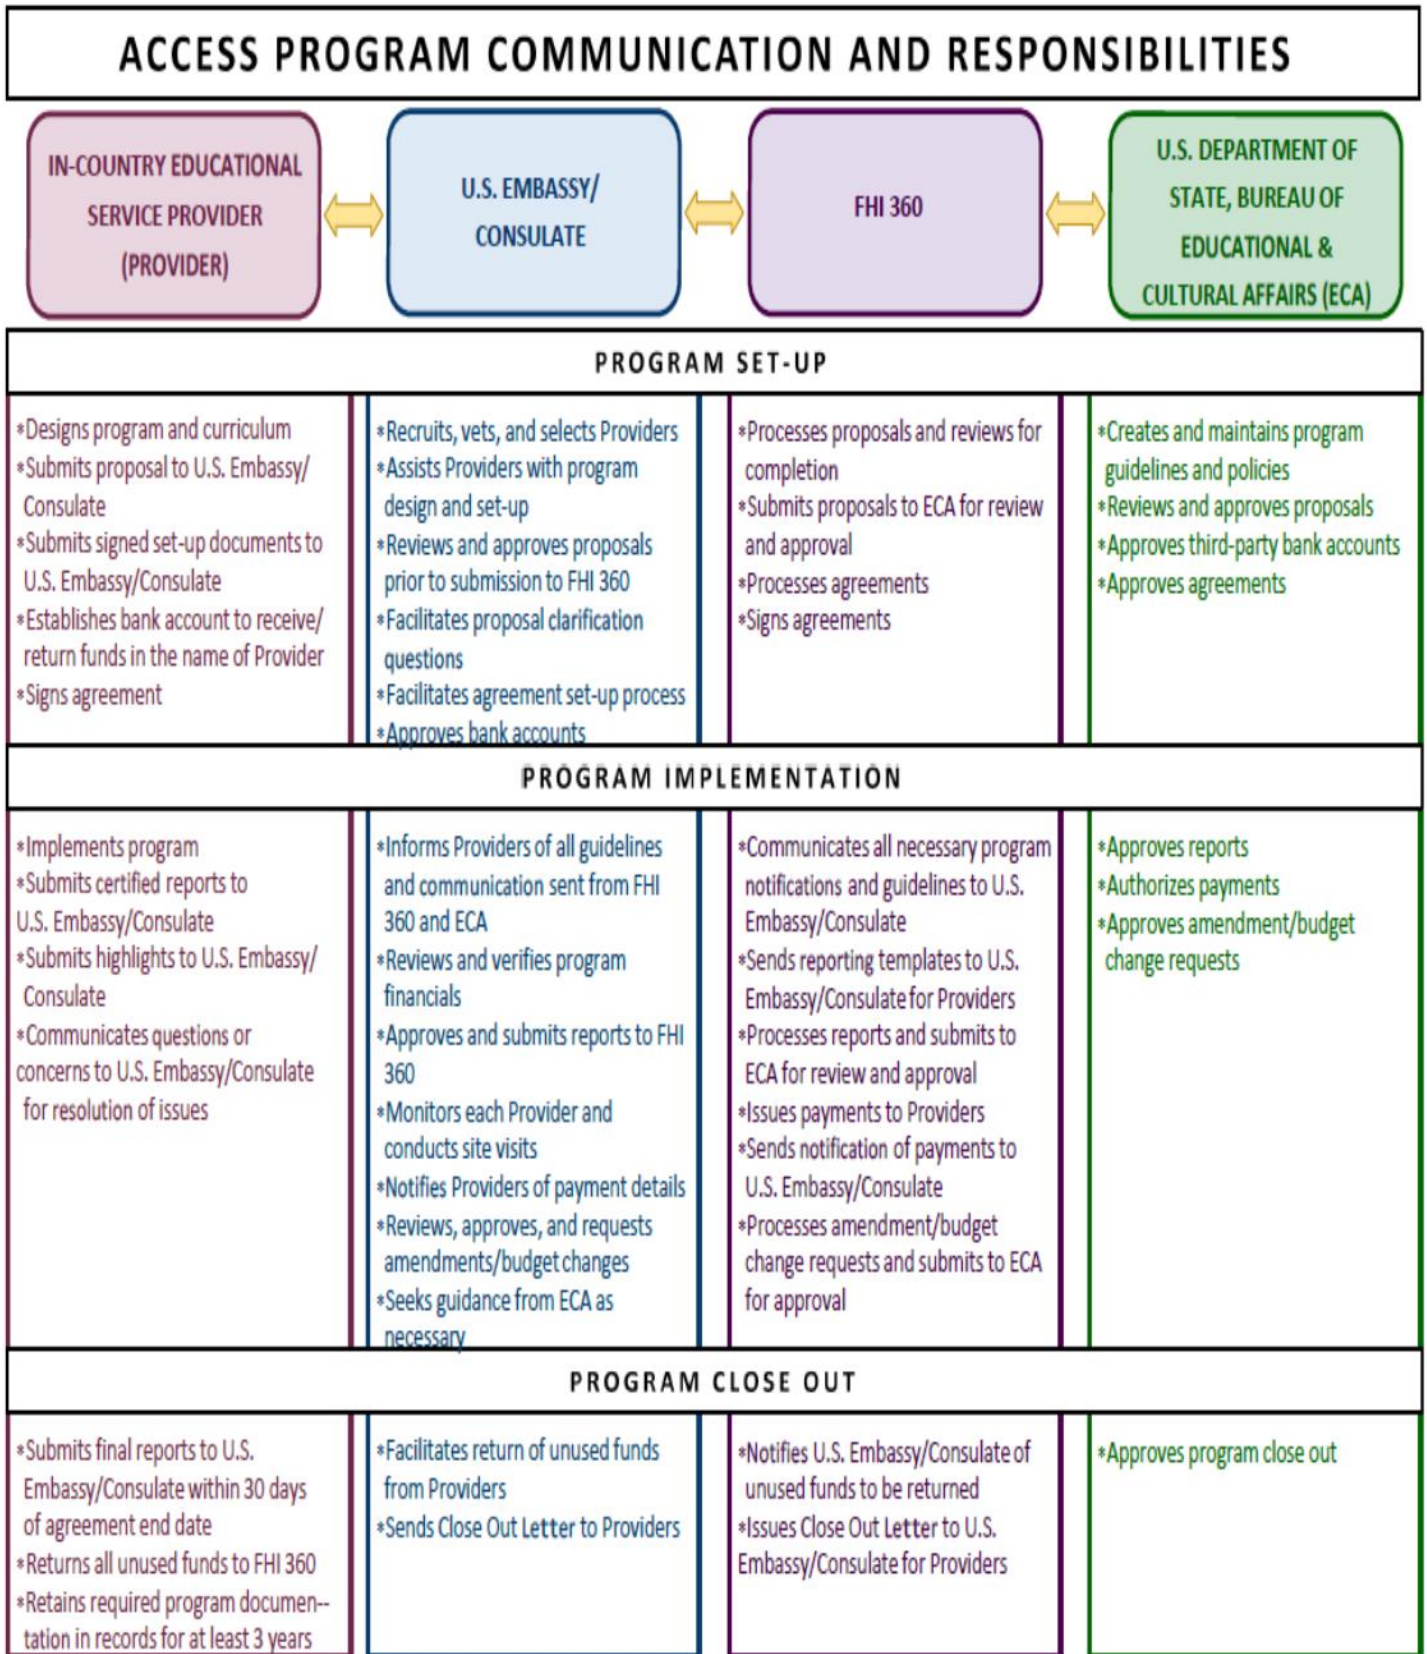 ACCESS PROGRAM COMMUNICATION AND RESPONSIBILITIES
IN-COUNTRY EDUCATIONAL
SERVICE PROVIDER
(PROVIDER)
U.S. EMBASSY/
CONSULATE
FHI 360
U.S. DEPARTMENT OF
STATE, BUREAU OF
EDUCATIONAL &
CULTURAL AFFAIRS (ECA)
PROGRAM SET-UP
*Designs program and curriculum
*Submits proposal to U.S. Embassy/
Consulate
*Submits signed set-up documents to
U.S. Embassy/Consulate
*Establishes bank account to receive/
return funds in the name of Provider
*Signs agreement
*Recruits, vets, and selects Providers
*Assists Providers with program
design and set-up
*Reviews and approves proposals
prior to submission to FHI 360
*Facilitates proposal clarification
questions
*Facilitates agreement set-up process
*Approves bank accounts
*Processes proposals and reviews for
completion
*Submits proposals to ECA for review
and approval
*Processes agreements
*Signs agreements
*Creates and maintains program
guidelines and policies
*Reviews and approves proposals
*Approves third-party bank accounts
*Approves agreements
PROGRAM IMPLEMENTATION
*Implements program
*Submits certified reports to
U.S. Embassy/Consulate
*Submits highlights to U.S. Embassy/
Consulate
*Communicates questions or
concerns to U.S. Embassy/Consulate
for resolution of issues
*Informs Providers of all guidelines
and communication sent from FHI
360 and ECA
*Reviews and verifies program
financials
*Approves and submits reports to FHI
360
*Monitors each Provider and
conducts site visits
*Notifies Providers of payment details
*Reviews, approves, and requests
amendments/budget changes
*Seeks guidance from ECA as
necessary
*Communicates all necessary program
notifications and guidelines to U.S.
Embassy/Consulate
*Sends reporting templates to U.S.
Embassy/Consulate for Providers
*Processes reports and submits to
ECA for review and approval
*Issues payments to Providers
*Sends notification of payments to
U.S. Embassy/Consulate
*Processes amendment/budget
change requests and submits to ECA
for approval
*Approves reports
*Authorizes payments
*Approves amendment/budget
change requests
PROGRAM CLOSE OUT
*Submits final reports to U.S.
Embassy/Consulate within 30 days
of agreement end date
*Returns all unused funds to FHI 360
*Retains required program documen--
tation in records for at least 3 years
*Facilitates return of unused funds
from Providers
*Sends Close Out Letter to Providers
*Notifies U.S. Embassy/Consulate of
unused funds to be returned
*Issues Close Out Letter to U.S.
Embassy/Consulate for Providers
*Approves program close out